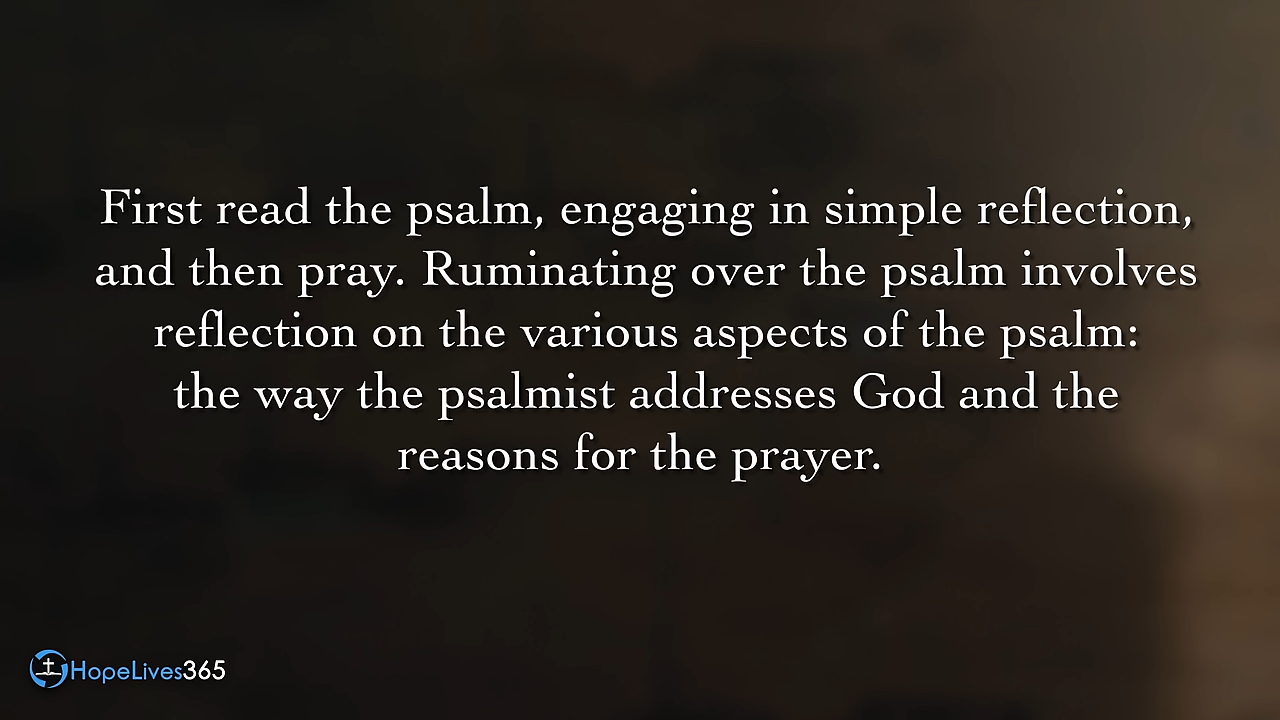 First read the psalm, engaging in simple reflection,
and then pray. Ruminating over the psalm involves
reflection on the various aspects of the psalm:
the way the psalmist addresses God and the
reasons for the prayer.
HopeLives365